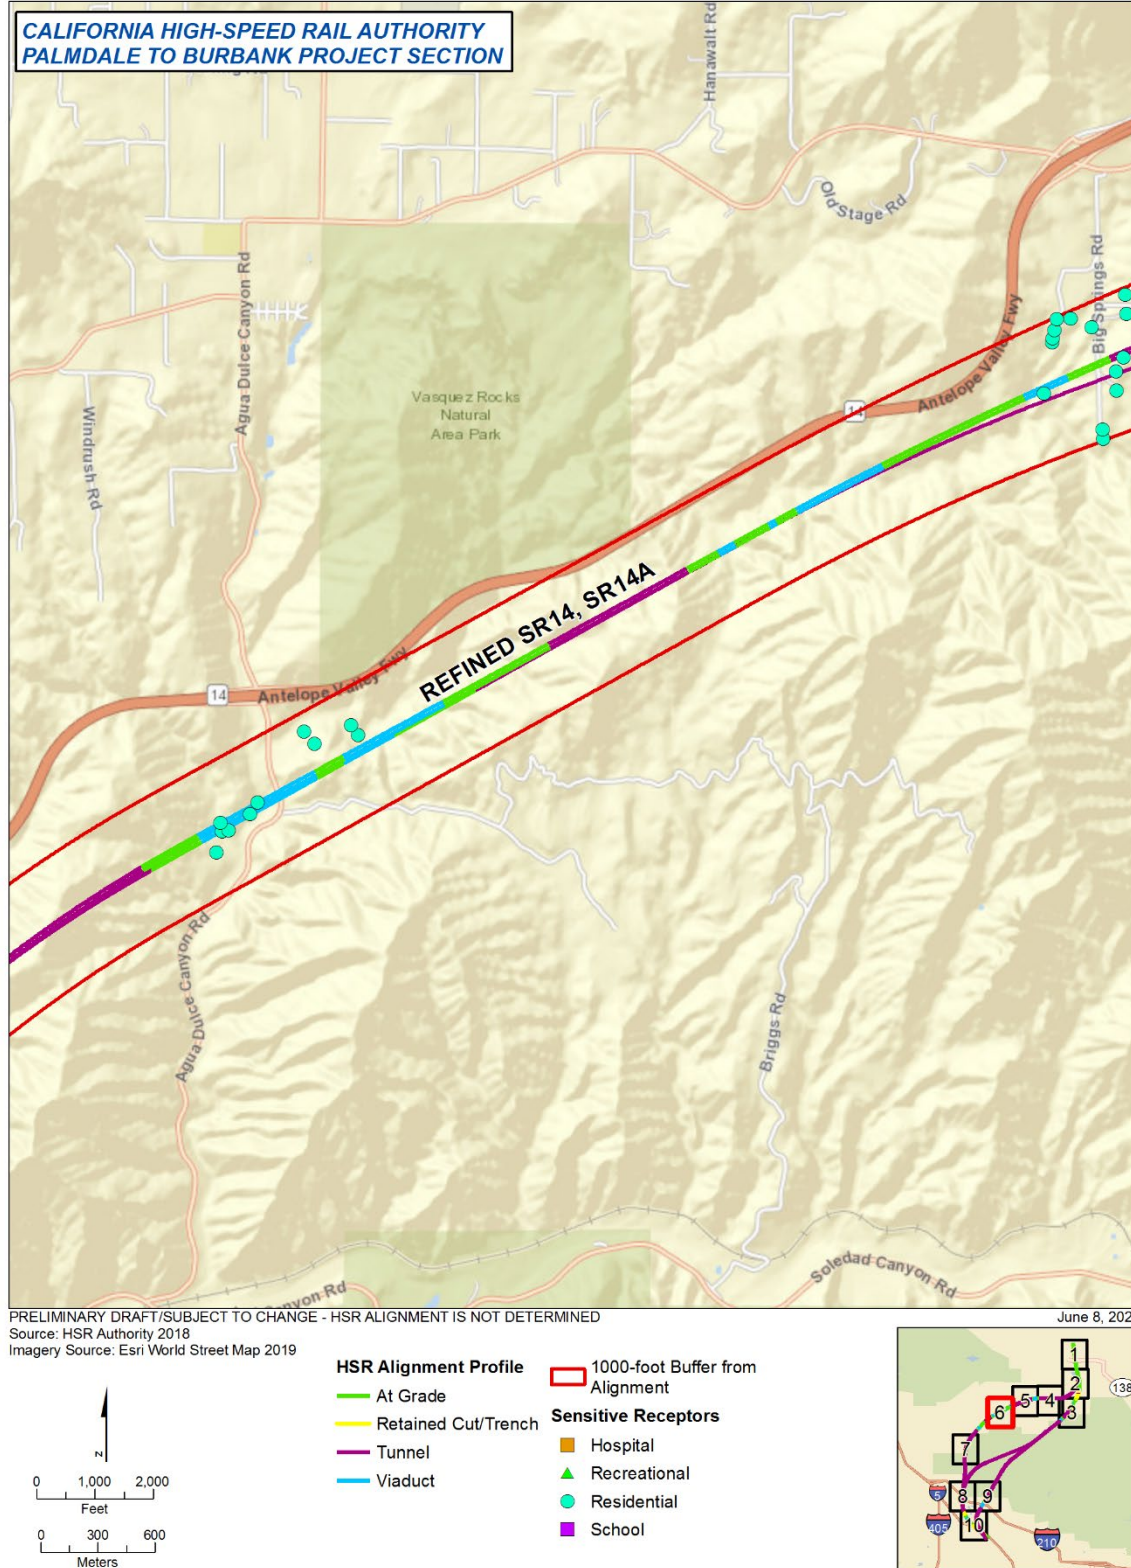 CALIFORNIA HIGH-SPEED RAIL AUTHORITY
PALMDALE TO BURBANK PROJECT SECTION
Hanawalt Rd
Old Stage Rd
Agua Dulce Canyon Rd
Big Springs Rd
Windrush Rd
Vasquez Rocks
Natural
Area Park
Antelope Valley Fwy
14
REFINED SR14, SR14A
14
Antelope Valley Fwy
Agua Dulce Canyon Rd
Briggs Rd
Soledad Canyon Rd
nyon Rd
PRELIMINARY DRAFT/SUBJECT TO CHANGE - HSR ALIGNMENT IS NOT DETERMINED
June 8, 202
Source: HSR Authority 2018
Imagery Source: Esri World Street Map 2019
N
0 1,000 2,000
Feet
0 300 600
Meters
HSR Alignment Profile
At Grade
Retained Cut/Trench
Tunnel
Viaduct
1000-foot Buffer from
Alignment
Sensitive Receptors
Hospital
Recreational
Residential
School
1
2
138
3
4
5
6
7
8
9
10
5
405
210